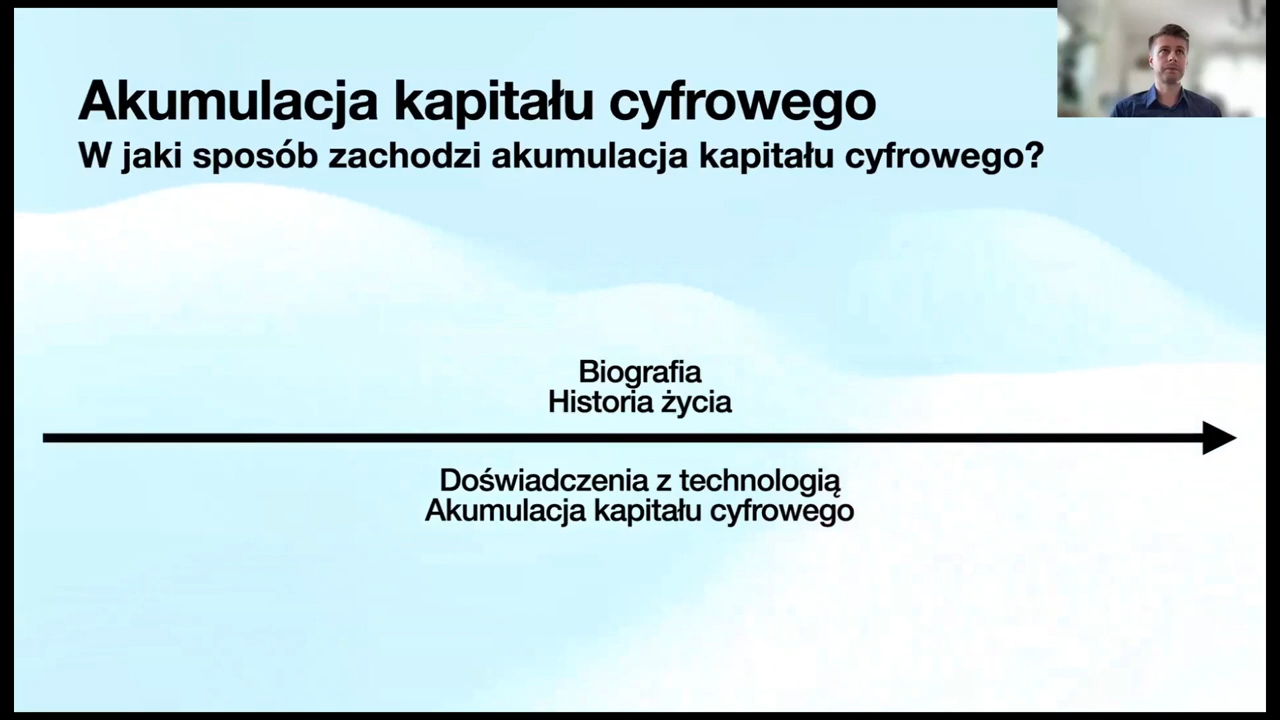 Akumulacja kapitału cyfrowego
W jaki sposób zachodzi akumulacja kapitału cyfrowego?
Biografia
Historia życia
Doświadczenia z technologią
Akumulacja kapitału cyfrowego